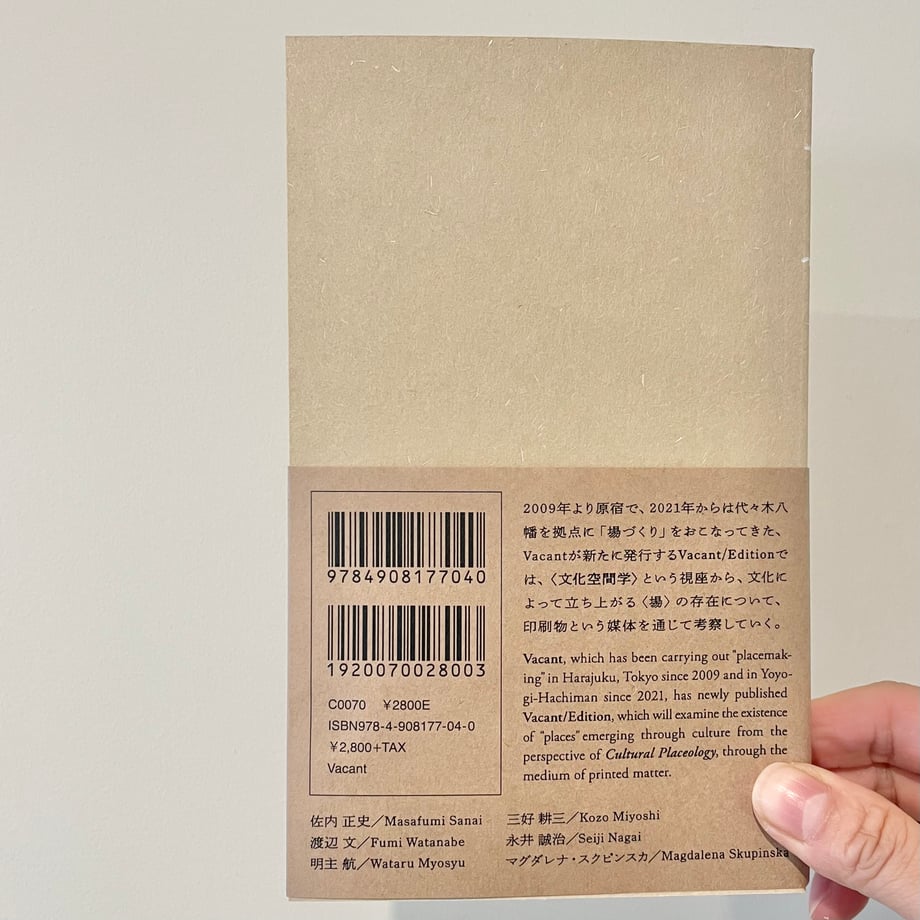 9784908177040
1920070028003
C0070 ¥2800E
ISBN978-4-908177-04-0
¥2,800+TAX
Vacant
2009年より原宿で、2021年からは代々木八
幡を拠点に「場づくり」をおこなってきた、
Vacantが新たに発行するVacant/Editionで
は、〈文化空間学〉という視座から、文化に
よって立ち上がる〈場〉の存在について、
印刷物という媒体を通じて考察していく。
Vacant, which has been carrying out "placemak-
ing" in Harajuku, Tokyo since 2009 and in Yoyo-
gi-Hachiman since 2021, has newly published
Vacant/Edition, which will examine the existence
of "places" emerging through culture from the
perspective of Cultural Placeology, through the
medium of printed matter.
佐内 正史／Masafumi Sanai
渡辺 文／Fumi Watanabe
明主 航／Wataru Myosyu
三好 耕三／Kozo Miyoshi
永井 誠治／Seiji Nagai
マグダレナ・スクピンスカ／Magdalena Skupinska